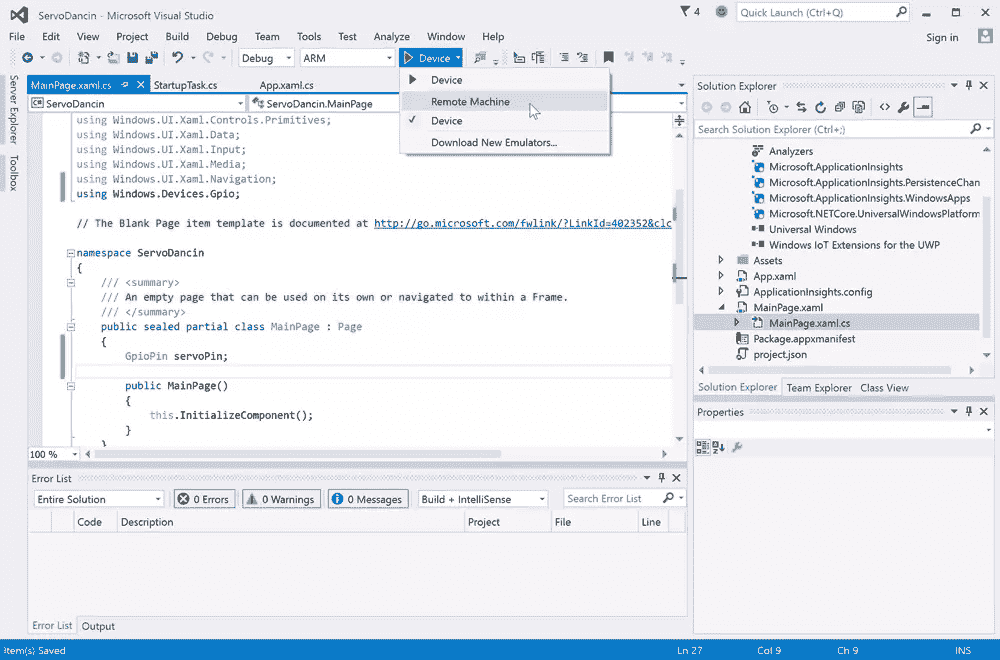 ServoDancin - Microsoft Visual Studio
4
Quick Launch (Ctrl+Q)
File Edit View Project Build Debug Team Tools Test Analyze Window Help
Sign in
Debug ARM Device
Device
Remote Machine
Device
Download New Emulators...
Server Explorer
Toolbox
MainPage.xaml.cs StartupTask.cs App.xaml.cs
ServoDancin ServoDancin.MainPage
using Windows.UI.Xaml.Controls.Primitives;
using Windows.UI.Xaml.Data;
using Windows.UI.Xaml.Input;
using Windows.UI.Xaml.Media;
using Windows.UI.Xaml.Navigation;
using Windows.Devices.Gpio;
// The Blank Page item template is documented at http://go.microsoft.com/fwlink/?LinkId=402352&clc
namespace ServoDancin
{
/// <summary>
/// An empty page that can be used on its own or navigated to within a Frame.
/// </summary>
public sealed partial class MainPage : Page
{
GpioPin servoPin;
public MainPage()
{
this.InitializeComponent();
}
}
100 %
Solution Explorer
Search Solution Explorer (Ctrl+;)
Analyzers
Microsoft.ApplicationInsights
Microsoft.ApplicationInsights.PersistenceChan
Microsoft.ApplicationInsights.WindowsApps
Microsoft.NETCore.UniversalWindowsPlatform
Universal Windows
Windows IoT Extensions for the UWP
Assets
App.xaml
ApplicationInsights.config
MainPage.xaml
MainPage.xaml.cs
Package.appxmanifest
project.json
Solution Explorer Team Explorer Class View
Properties
Error List
Entire Solution 0 Errors 0 Warnings 0 Messages Build + IntelliSense Search Error List
Code Description Project File Line
Error List Output
Item(s) Saved Ln 27 Col 9 Ch 9 INS